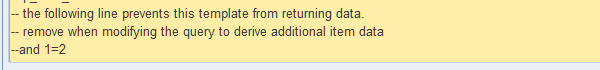 -- the following line prevents this template from returning data.
-- remove when modifying the query to derive additional item data
--and 1=2